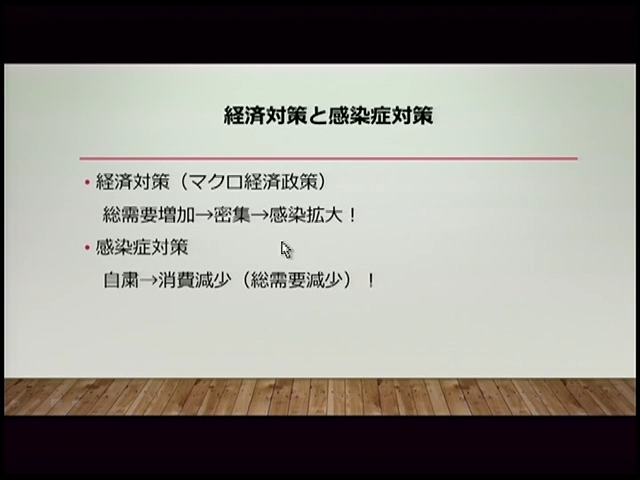 経済対策と感染症対策
• 経済対策（マクロ経済政策）
総需要増加→密集→感染拡大！
• 感染症対策
自粛→消費減少（総需要減少）！